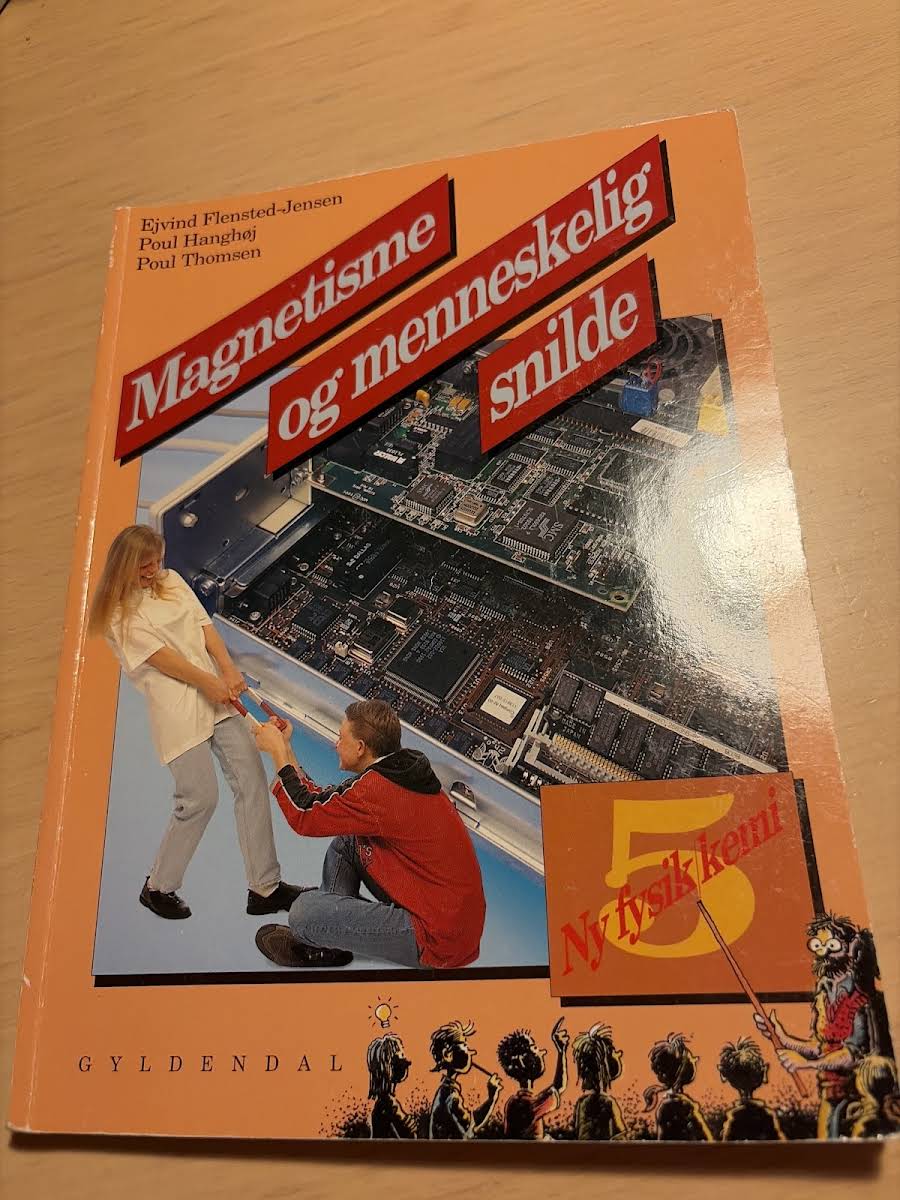 Ejvind Flensted-Jensen
Poul Hanghøj
Poul Thomsen
Magnetisme
og menneskelig
snilde
5
Ny fysik/kemi
GYLDENDAL